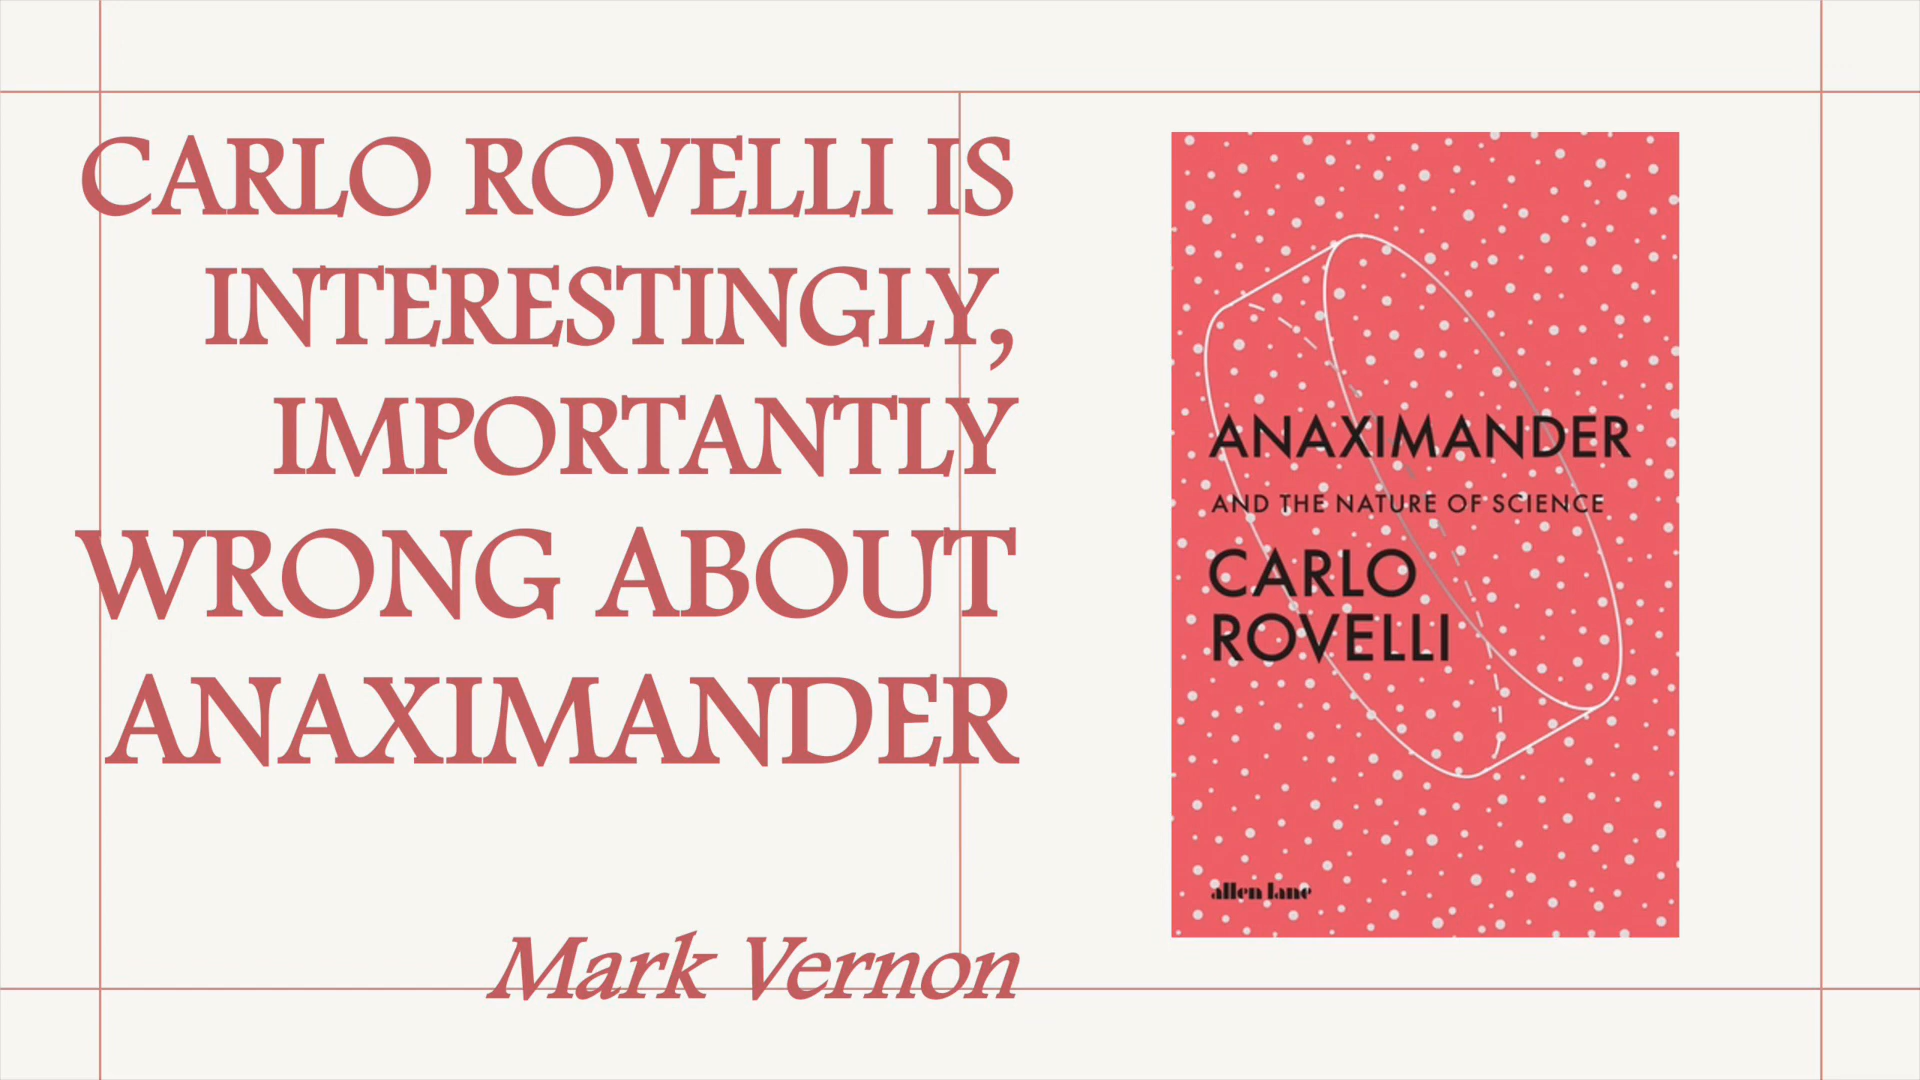 CARLO ROVELLI IS
INTERESTINGLY,
IMPORTANTLY
WRONG ABOUT
ANAXIMANDER
Mark Vernon
ANAXIMANDER
AND THE NATURE OF SCIENCE
CARLO
ROVELLI
allen lane